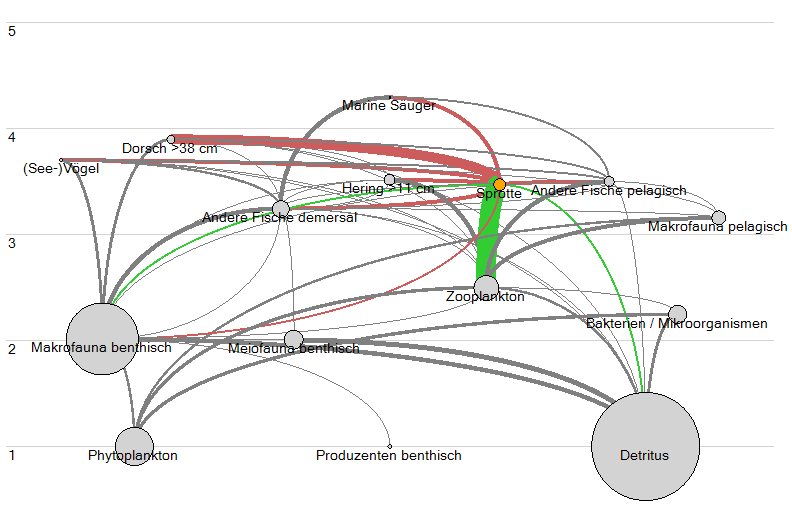 5
Marine Säuger
4
Dorsch >38 cm
(See-)Vögel
Hering >11 cm
Sprotte
Andere Fische pelagisch
Andere Fische demersal
Makrofauna pelagisch
3
Zooplankton
Bakterien / Mikroorganismen
2
Makrofauna benthisch
Meiofauna benthisch
1
Phytoplankton
Produzenten benthisch
Detritus